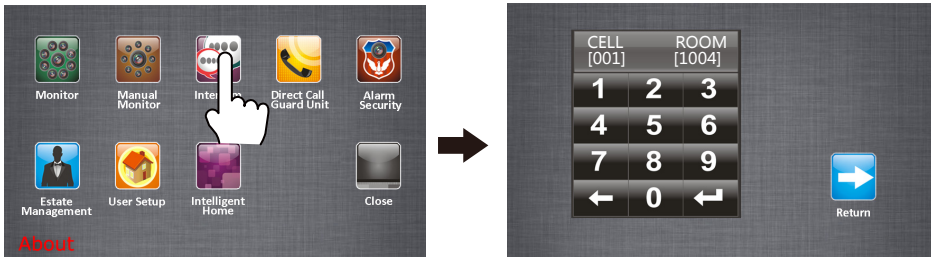 Monitor
Manual
Monitor
Direct Call
Guard Unit
Alarm
Security
Estate
Management
User Setup
Intelligent
Home
Close
About
CELL ROOM
[001] [1004]
1 2 3
4 5 6
7 8 9
0
Return